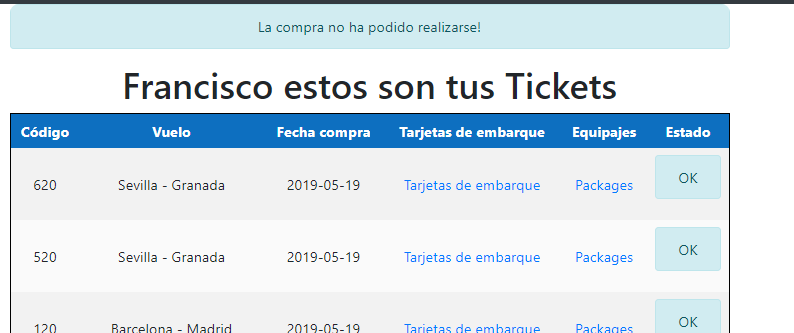 La compra no ha podido realizarse!
Francisco estos son tus Tickets
Código Vuelo Fecha compra Tarjetas de embarque Equipajes Estado
620 Sevilla - Granada 2019-05-19 Tarjetas de embarque Packages OK
520 Sevilla - Granada 2019-05-19 Tarjetas de embarque Packages OK
120 Barcelona - Madrid 2019-05-19 Tarjetas de embarque Packages OK